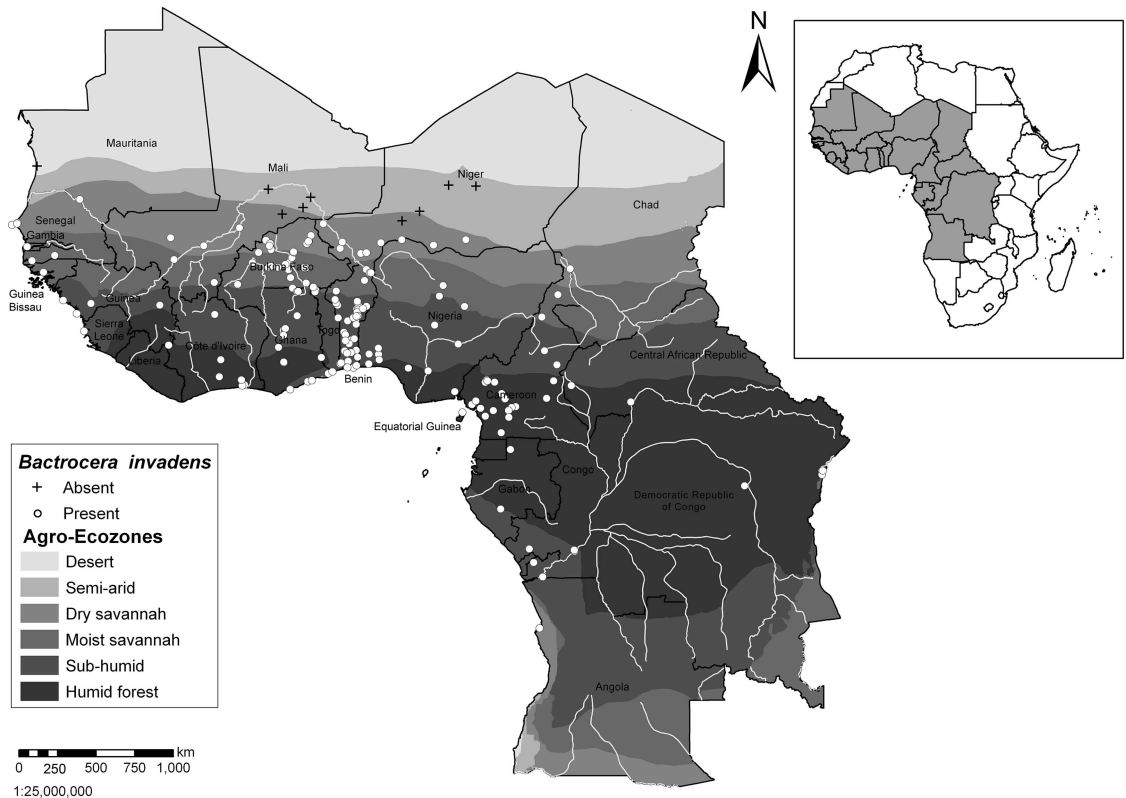 N
Mauritania
Mali
Niger
Chad
Senegal
Gambia
Guinea
Bissau
Guinea
Sierra
Leone
Liberia
Côte d'Ivoire
Burkina Faso
Ghana
Togo
Benin
Nigeria
Central African Republic
Cameroon
Equatorial Guinea
Gabon
Congo
Democratic Republic
of Congo
Angola
Bactrocera invadens
Absent
Present
Agro-Ecozones
Desert
Semi-arid
Dry savannah
Moist savannah
Sub-humid
Humid forest
km
0 250 500 750 1,000
1:25,000,000